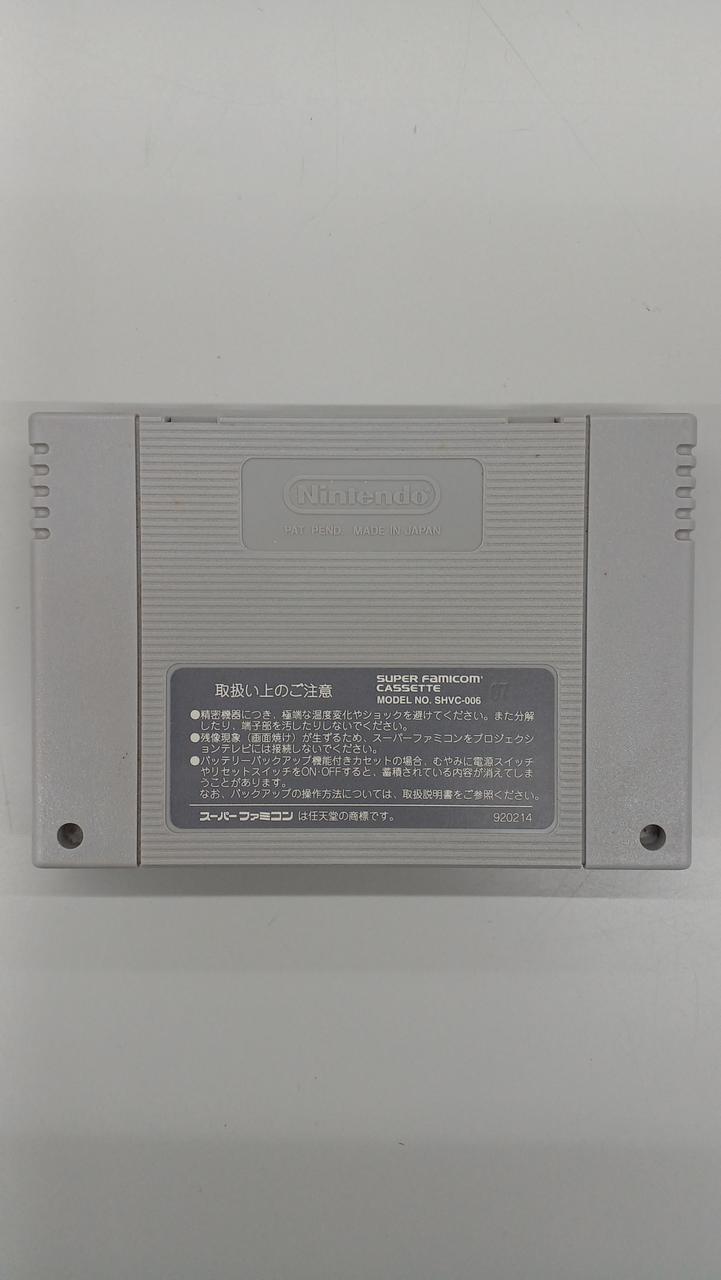 Nintendo
PAT. PEND. MADE IN JAPAN
取扱い上のご注意
SUPER FAMICOM
CASSETTE
MODEL NO. SHVC-006
07
●精密機器につき、極端な温度変化やショックを避けてください。また分解
したり、端子部を汚したりしないでください。
●残像現象（画面焼け）が生ずるため、スーパーファミコンをプロジェクシ
ョンテレビには接続しないでください。
●バッテリーバックアップ機能付きカセットの場合、むやみに電源スイッチ
やリセットスイッチをON·OFFすると、蓄積されている内容が消えてしま
うことがあります。
なお、バックアップの操作方法については、取扱説明書をご参照ください。
スーパーファミコン は任天堂の商標です。
920214